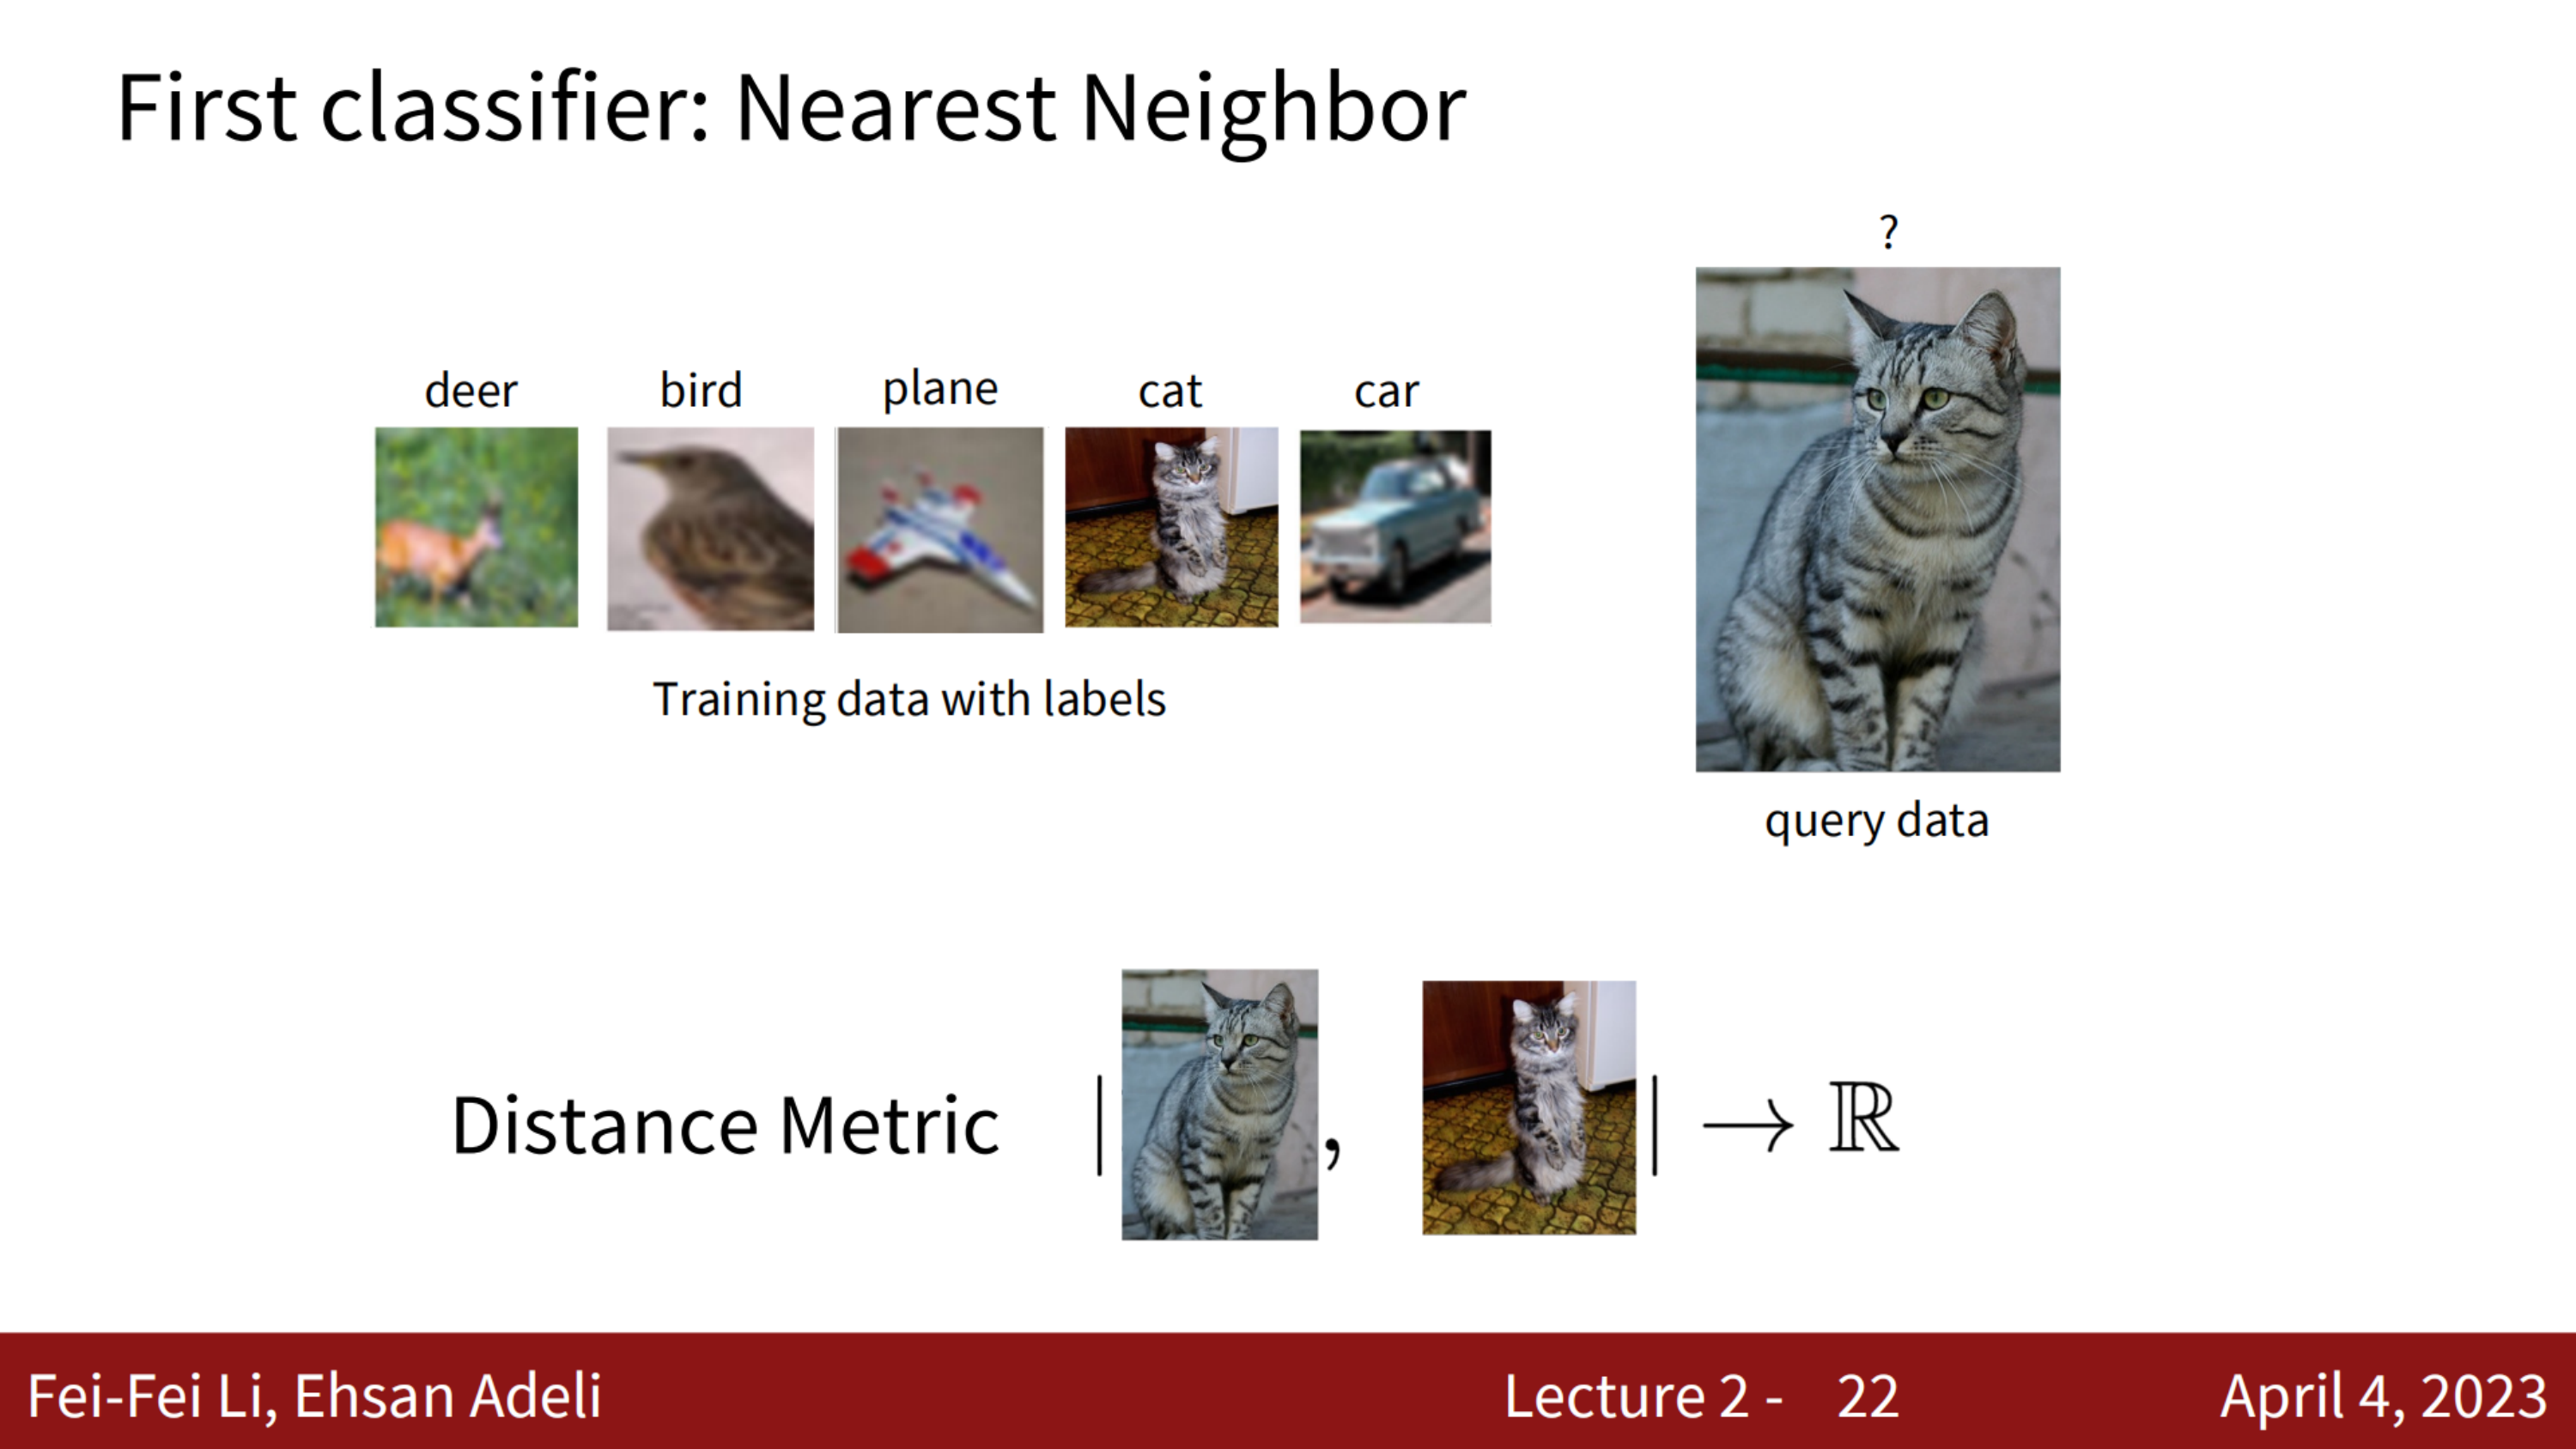 First classifier: Nearest Neighbor
?
deer bird plane cat car
Training data with labels
query data
Distance Metric | , | → ℝ
Fei-Fei Li, Ehsan Adeli Lecture 2 - 22 April 4, 2023